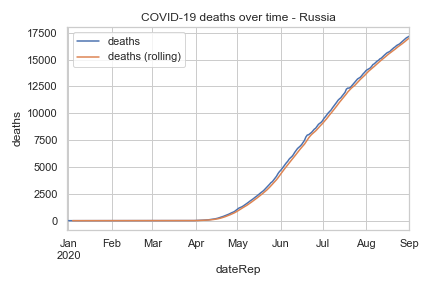 COVID-19 deaths over time - Russia
deaths
deaths (rolling)
17500
15000
12500
10000
7500
5000
2500
0
deaths
Jan Feb Mar Apr May Jun Jul Aug Sep
2020
dateRep